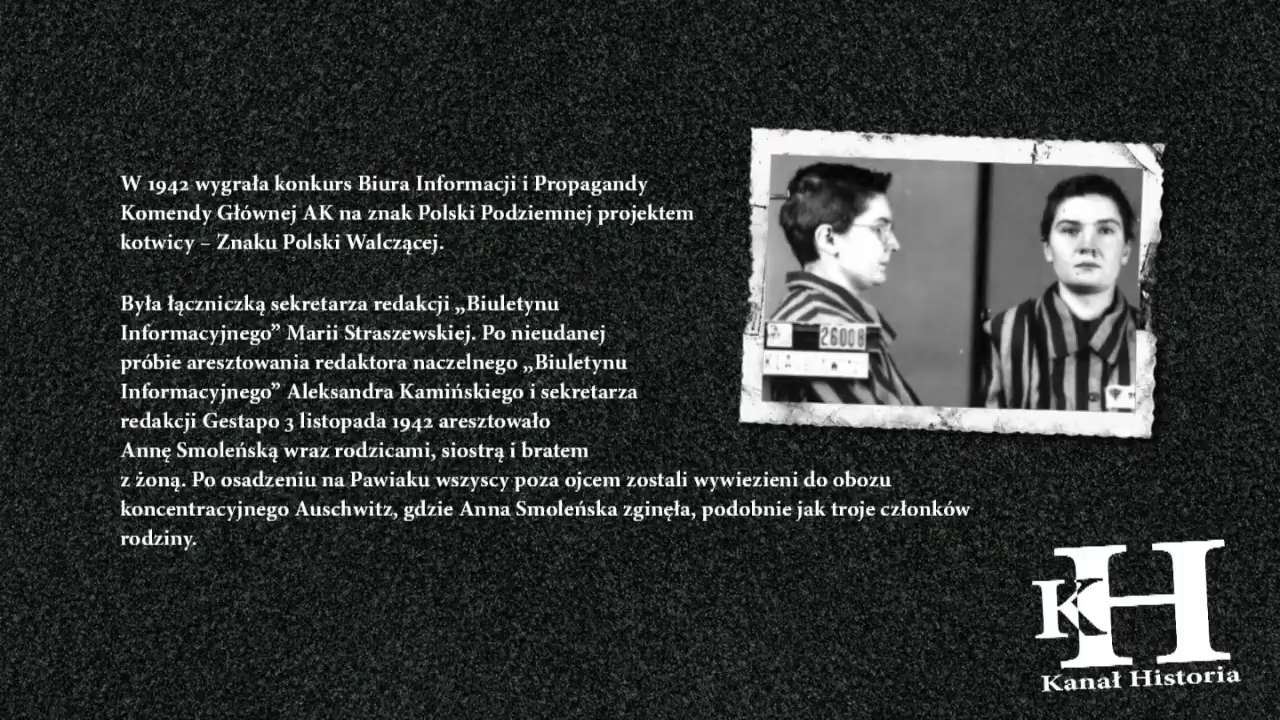 W 1942 wygrała konkurs Biura Informacji i Propagandy
Komendy Głównej AK na znak Polski Podziemnej projektem
kotwicy – Znaku Polski Walczącej.
Była łączniczką sekretarza redakcji „Biuletynu
Informacyjnego” Marii Straszewskiej. Po nieudanej
próbie aresztowania redaktora naczelnego „Biuletynu
Informacyjnego” Aleksandra Kamińskiego i sekretarza
redakcji Gestapo 3 listopada 1942 aresztowało
Annę Smoleńską wraz rodzicami, siostrą i bratem
z żoną. Po osadzeniu na Pawiaku wszyscy poza ojcem zostali wywiezieni do obozu
koncentracyjnego Auschwitz, gdzie Anna Smoleńska zginęła, podobnie jak troje członków
rodziny.
26008
KH
Kanał Historia